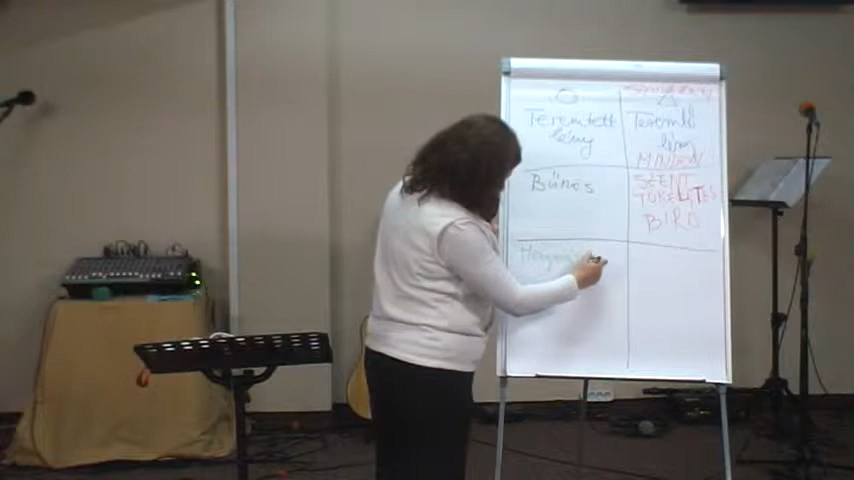 Teremtett
lény
Bűnös
Teremtő
lény
MINDEN
SZENT
TÖKÉLETES
BÍRÓ